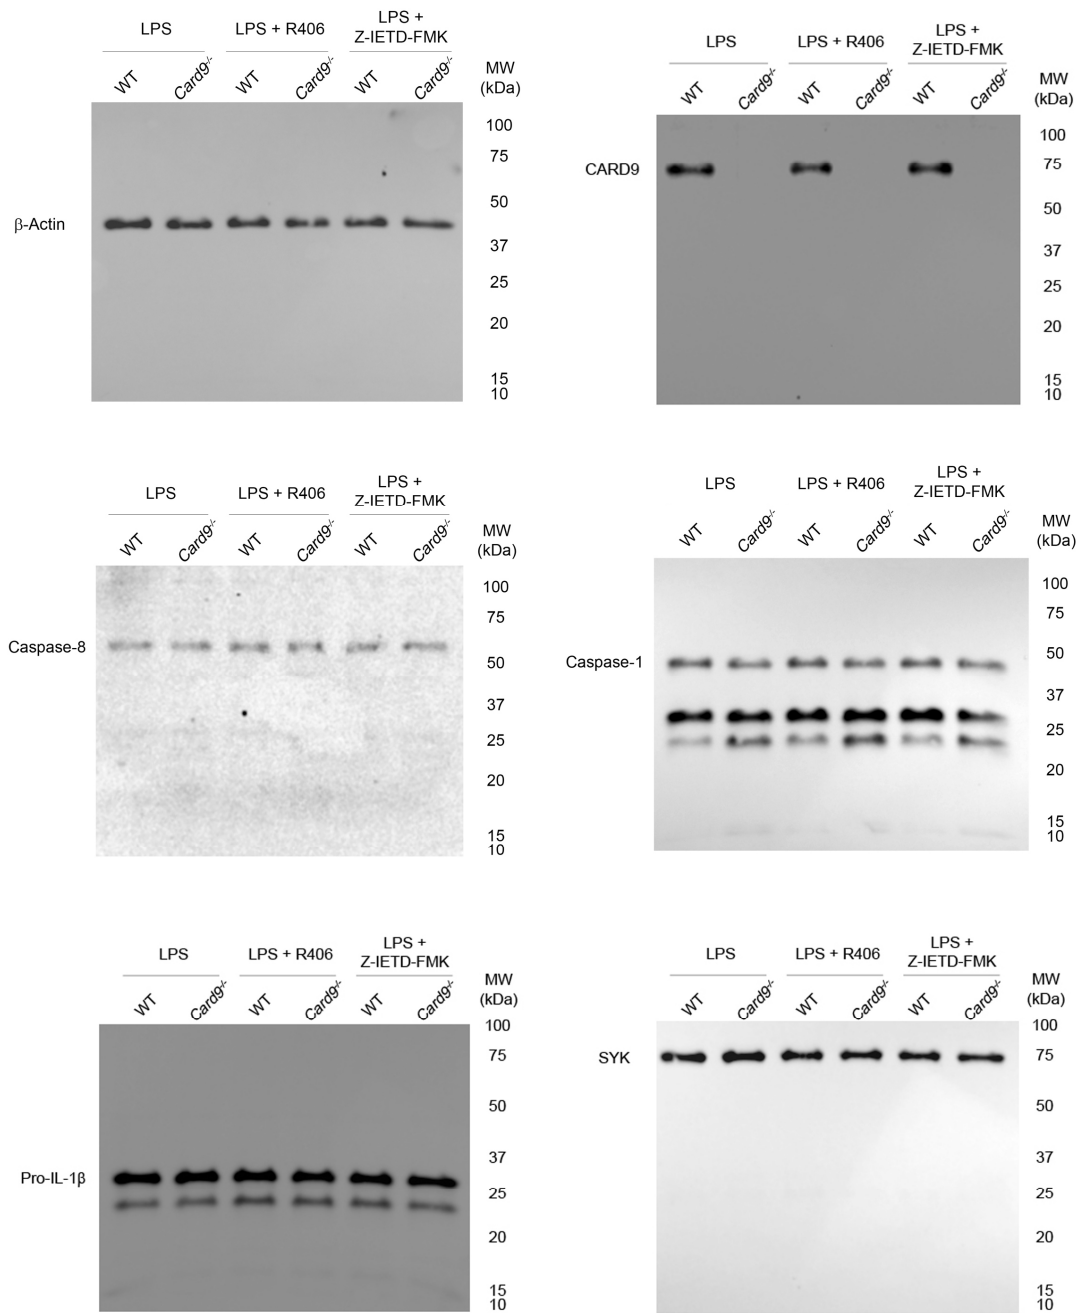 LPS
LPS + R406
LPS +
Z-IETD-FMK
WT
Card9-/-
WT
Card9-/-
WT
Card9-/-
MW
(kDa)
100
75
50
β-Actin
37
25
20
15
10
LPS
LPS + R406
LPS +
Z-IETD-FMK
WT
Card9-/-
WT
Card9-/-
WT
Card9-/-
MW
(kDa)
100
CARD9
75
50
37
25
20
15
10
LPS
LPS + R406
LPS +
Z-IETD-FMK
WT
Card9-/-
WT
Card9-/-
WT
Card9-/-
MW
(kDa)
100
75
Caspase-8
50
37
25
20
15
10
LPS
LPS + R406
LPS +
Z-IETD-FMK
WT
Card9-/-
WT
Card9-/-
WT
Card9-/-
MW
(kDa)
100
75
50
Caspase-1
37
25
20
15
10
LPS
LPS + R406
LPS +
Z-IETD-FMK
WT
Card9-/-
WT
Card9-/-
WT
Card9-/-
MW
(kDa)
100
75
50
37
Pro-IL-1β
25
20
15
10
LPS
LPS + R406
LPS +
Z-IETD-FMK
WT
Card9-/-
WT
Card9-/-
WT
Card9-/-
MW
(kDa)
100
SYK
75
50
37
25
20
15
10